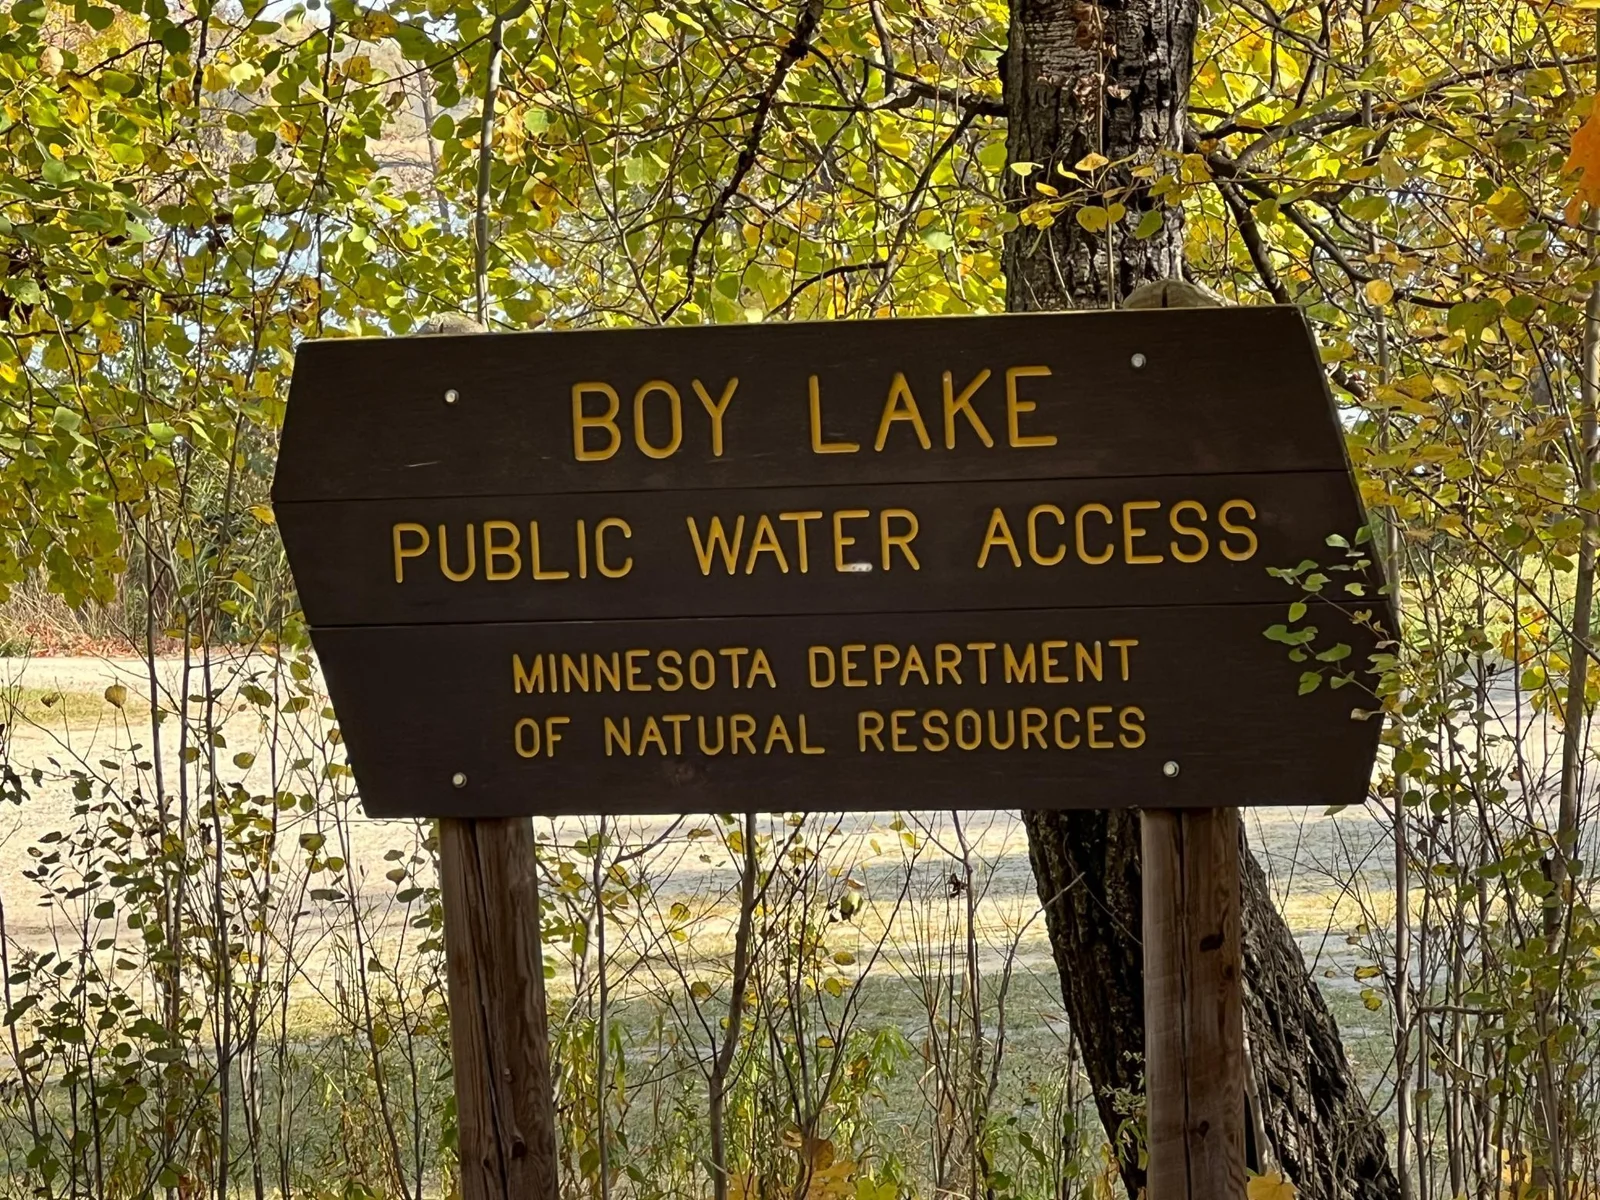 BOY LAKE
PUBLIC WATER ACCESS
MINNESOTA DEPARTMENT
OF NATURAL RESOURCES